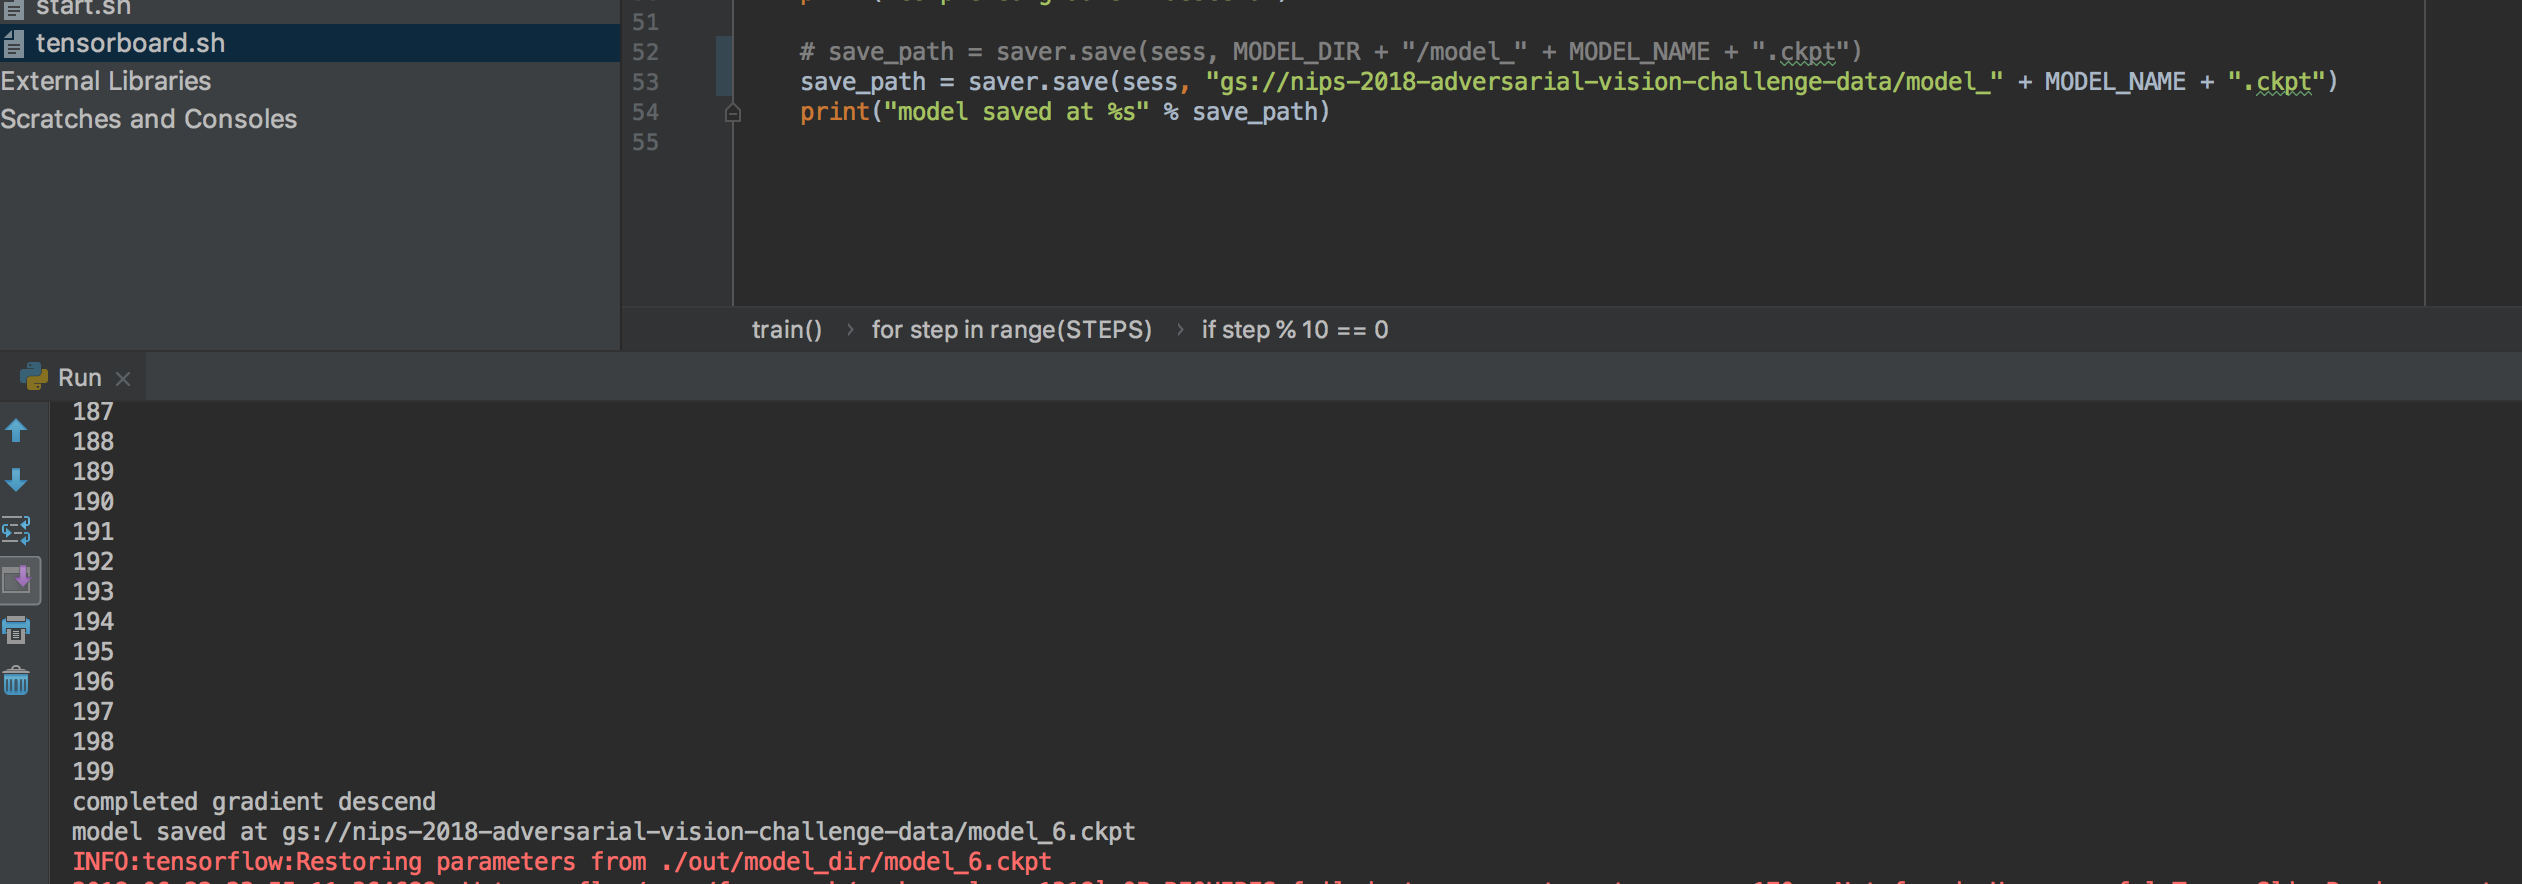 start.sh
tensorboard.sh
External Libraries
Scratches and Consoles
51
52 # save_path = saver.save(sess, MODEL_DIR + "/model_" + MODEL_NAME + ".ckpt")
53 save_path = saver.save(sess, "gs://nips-2018-adversarial-vision-challenge-data/model_" + MODEL_NAME + ".ckpt")
54 print("model saved at %s" % save_path)
55
train() › for step in range(STEPS) › if step % 10 == 0
Run
187
188
189
190
191
192
193
194
195
196
197
198
199
completed gradient descend
model saved at gs://nips-2018-adversarial-vision-challenge-data/model_6.ckpt
INFO:tensorflow:Restoring parameters from ./out/model_dir/model_6.ckpt